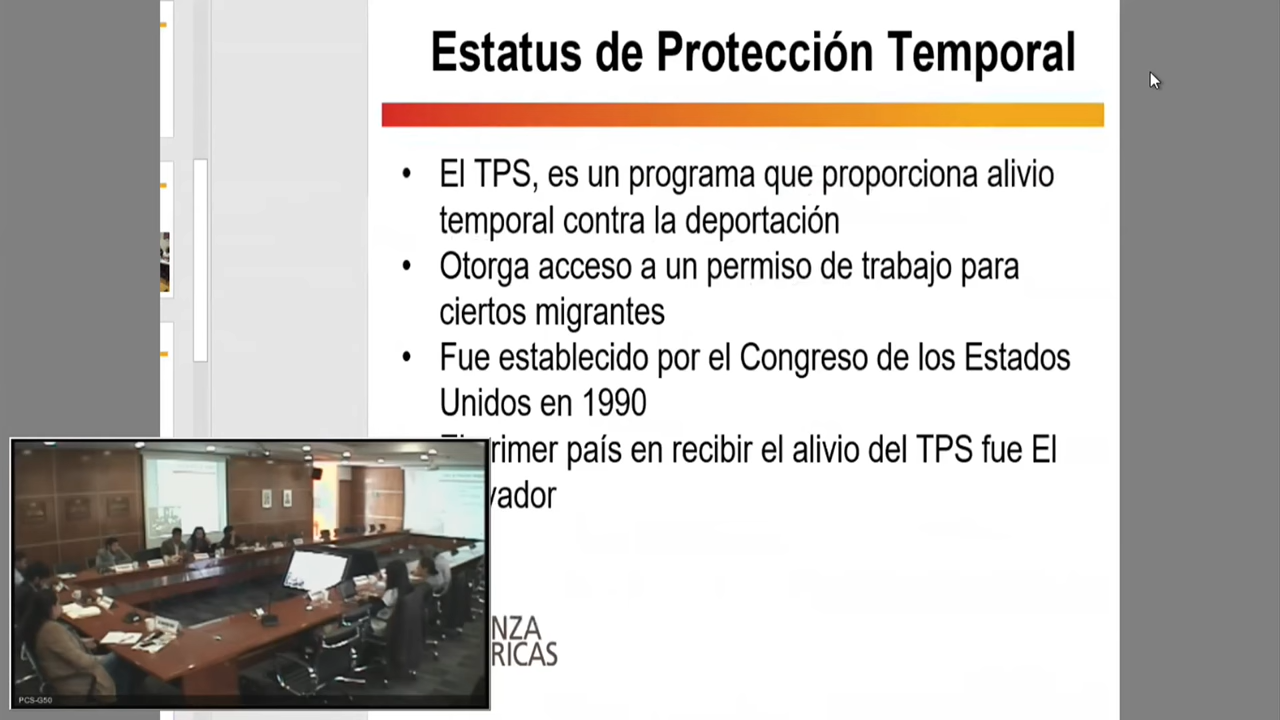 Estatus de Protección Temporal
• El TPS, es un programa que proporciona alivio
temporal contra la deportación
• Otorga acceso a un permiso de trabajo para
ciertos migrantes
• Fue establecido por el Congreso de los Estados
Unidos en 1990
país en recibir el alivio del TPS fue El
NZA
RICAS
PCS-G50